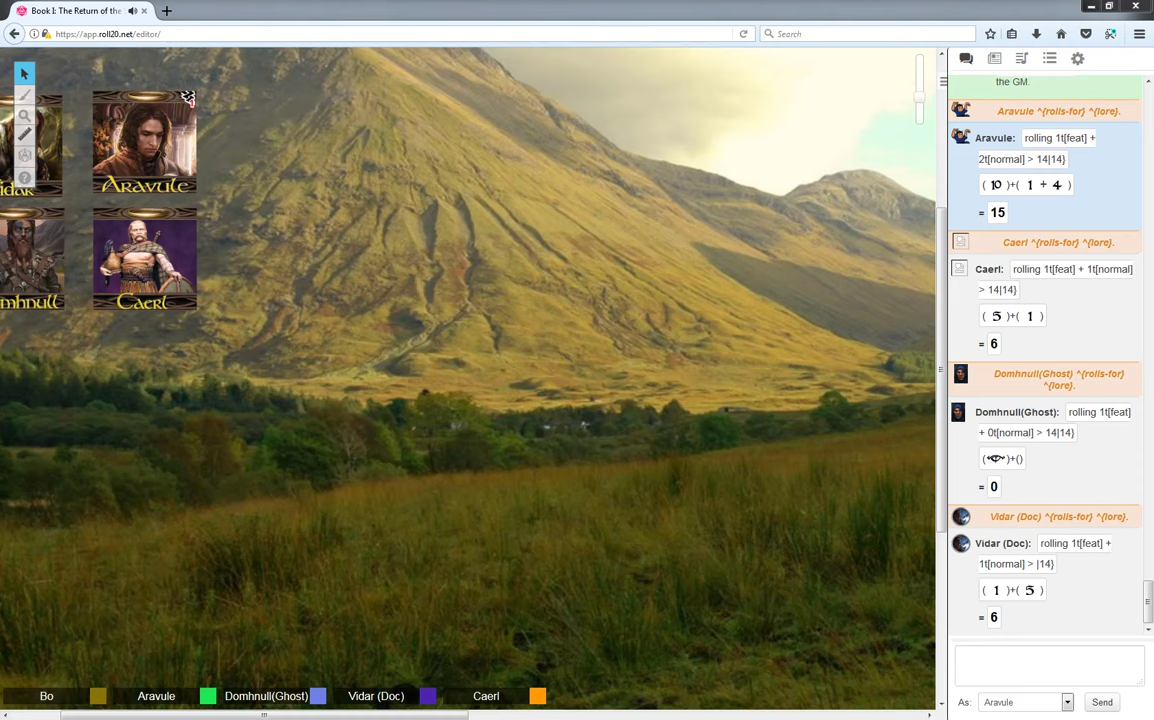 Book I: The Return of the
https://app.roll20.net/editor/
Search
idar
Aravule
mhnull
Caerl
the GM.
Aravule ^{rolls-for} ^{lore}.
Aravule: rolling 1t[feat] +
2t[normal] > 14|14}
( 10 )+( 1 + 4 )
= 15
Caerl ^{rolls-for} ^{lore}.
Caerl: rolling 1t[feat] + 1t[normal]
> 14|14}
( 5 )+( 1 )
= 6
Domhnull(Ghost) ^{rolls-for}
^{lore}.
Domhnull(Ghost): rolling 1t[feat]
+ 0t[normal] > 14|14}
( )+()
= 0
Vidar (Doc) ^{rolls-for} ^{lore}.
Vidar (Doc): rolling 1t[feat] +
1t[normal] > |14}
( 1 )+( 5 )
= 6
Bo Aravule Domhnull(Ghost) Vidar (Doc) Caerl
As: Aravule Send